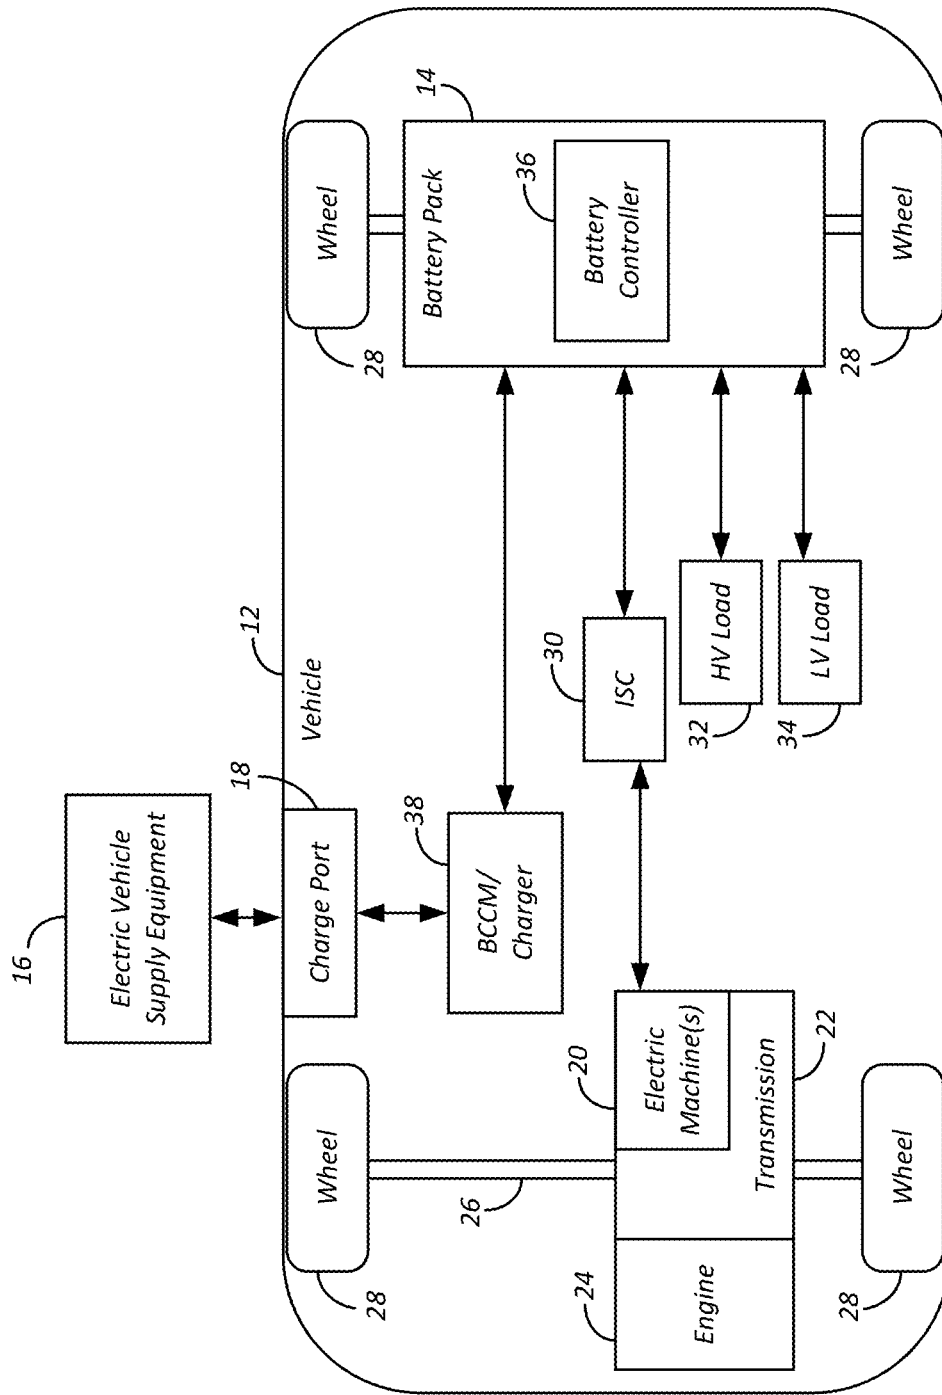 16
Electric Vehicle
Supply Equipment
18
12
Charge Port
Vehicle
28
Wheel
28
Wheel
14
Battery Pack
36
Battery
Controller
38
BCCM/
Charger
26
20
Electric
Machine(s)
30
ISC
24
Engine
Transmission
22
32
HV Load
34
LV Load
28
Wheel
28
Wheel